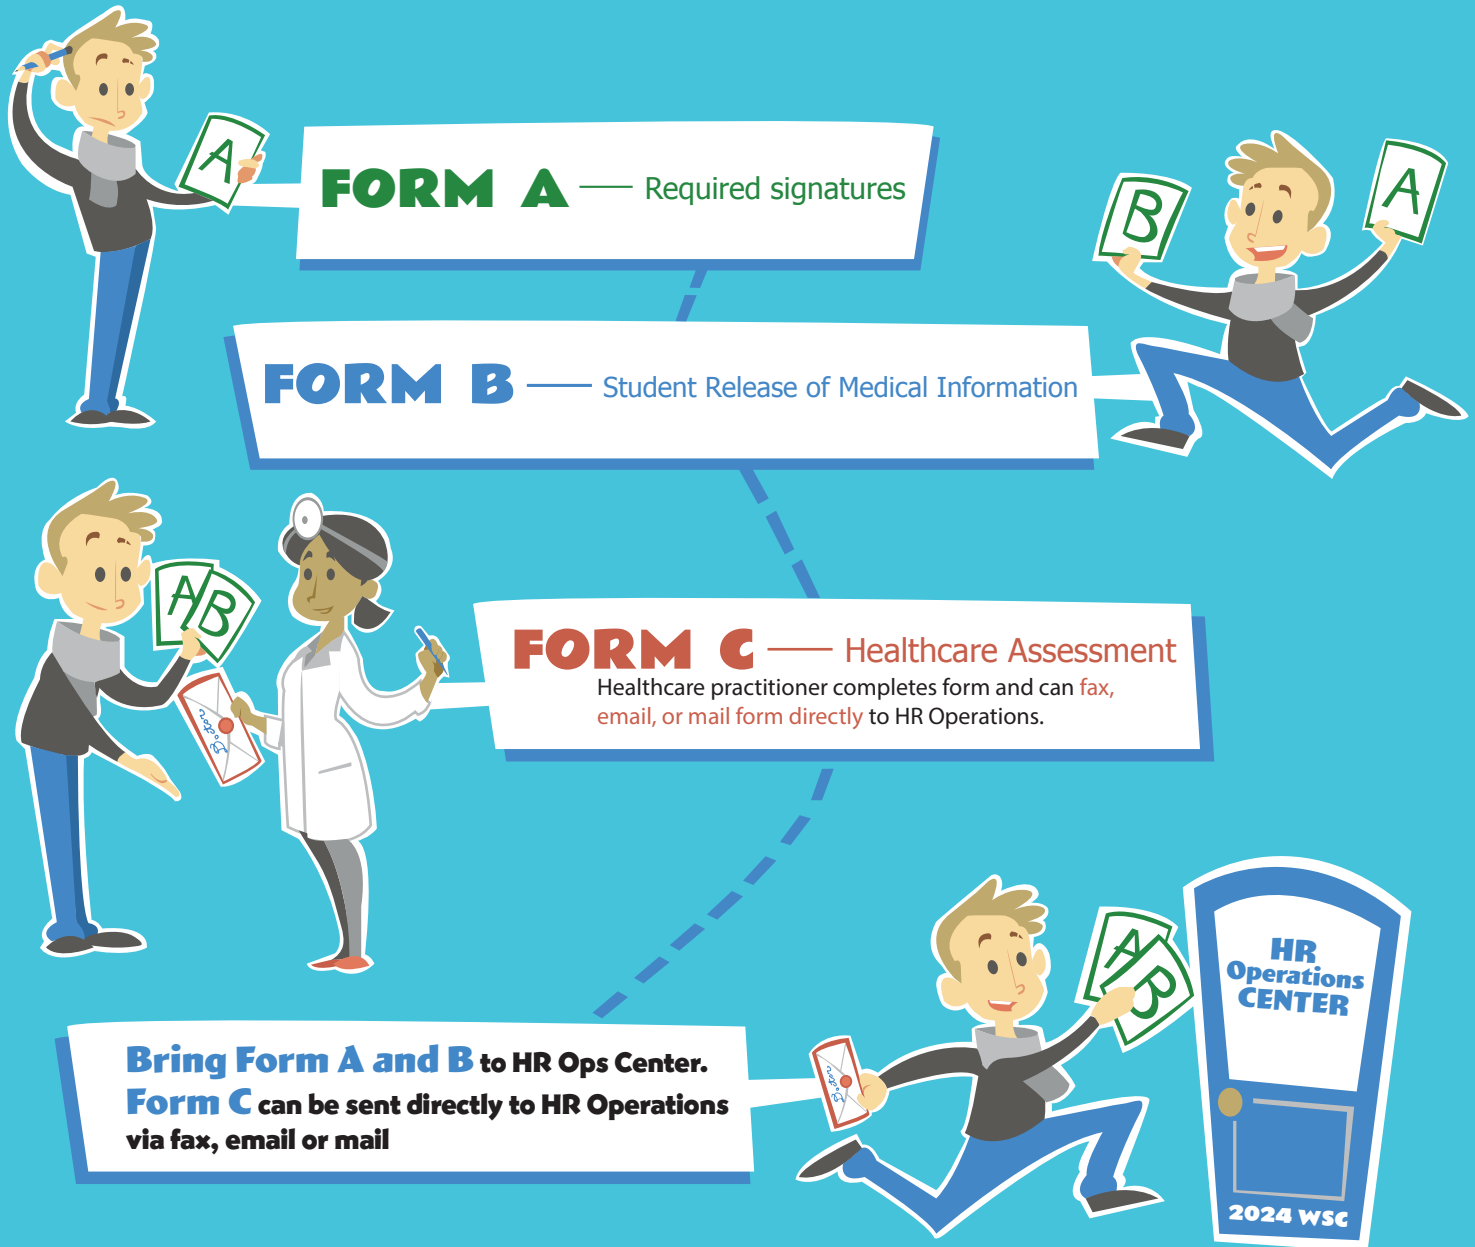 A
FORM A — Required signatures
B
A
FORM B — Student Release of Medical Information
A B
Doctor
FORM C — Healthcare Assessment
Healthcare practitioner completes form and can fax,
email, or mail form directly to HR Operations.
A
B
HR
Operations
CENTER
Bring Form A and B to HR Ops Center.
Form C can be sent directly to HR Operations
via fax, email or mail
Doctor
2024 WSC